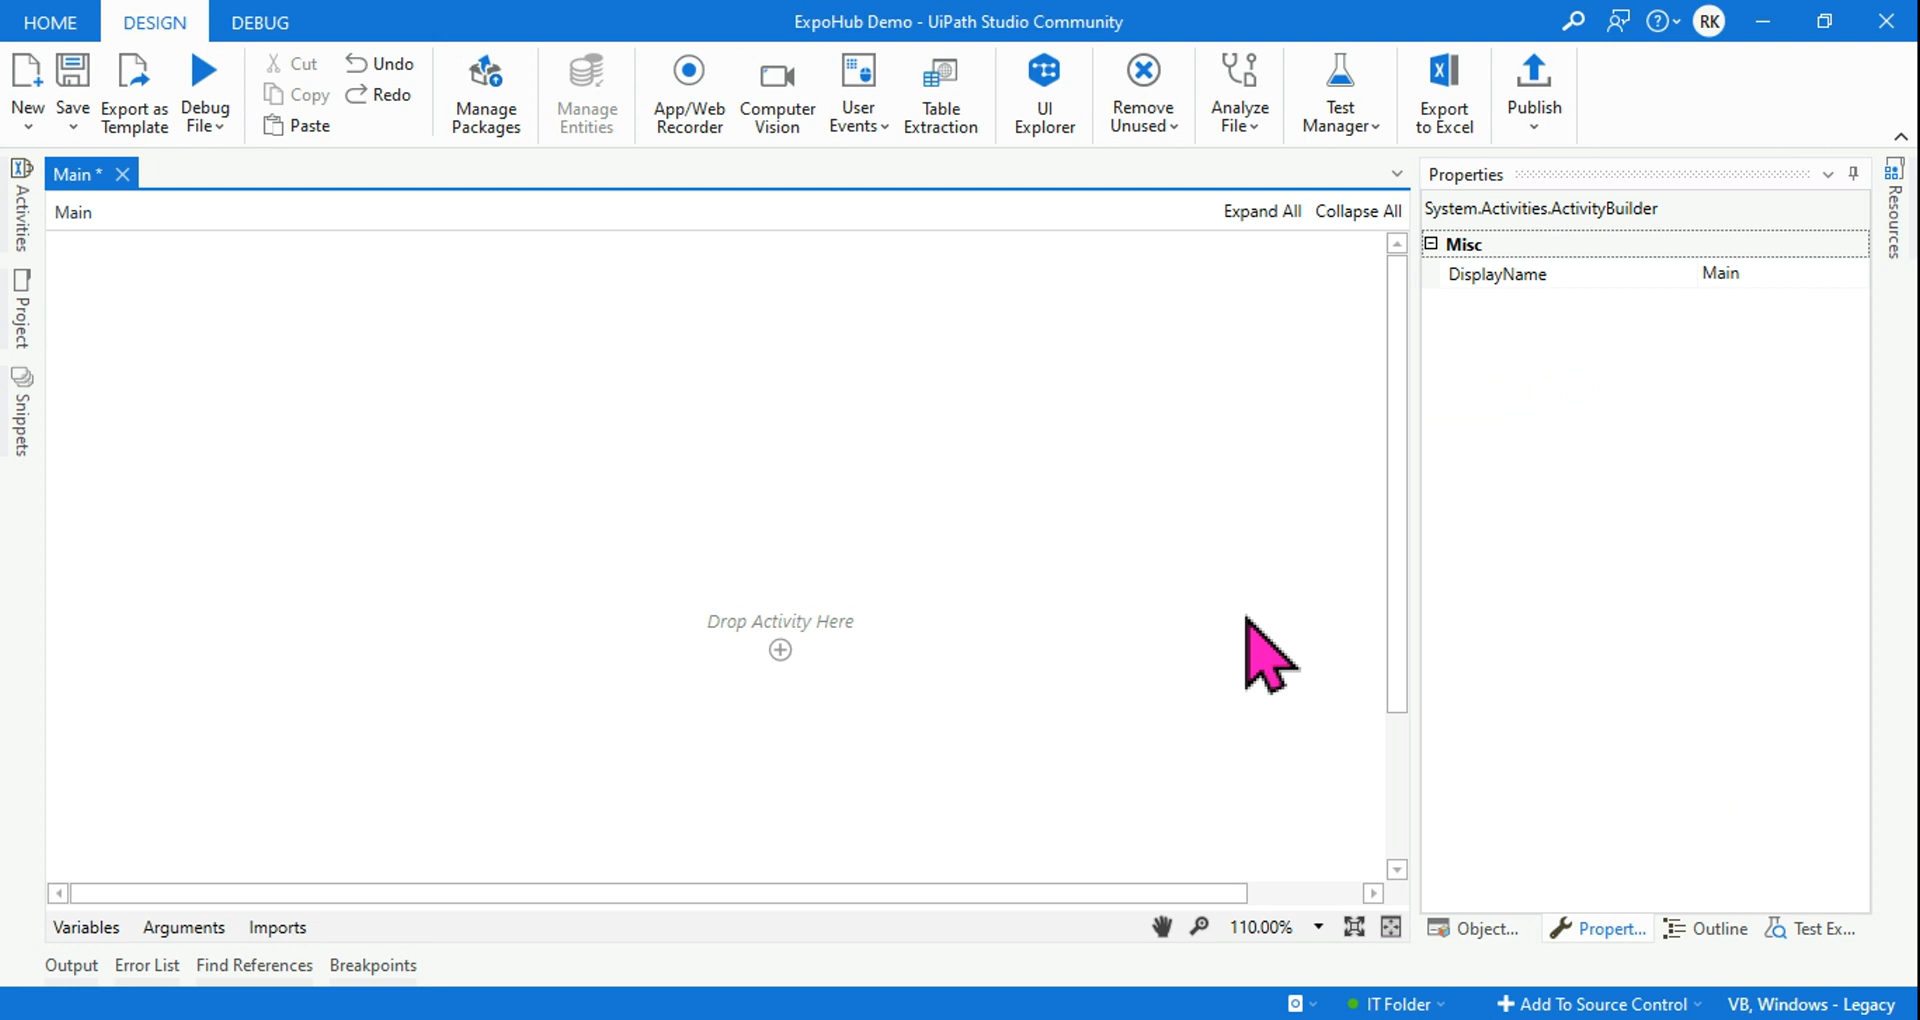 HOME DESIGN DEBUG ExpoHub Demo - UiPath Studio Community RK
New Save Export as Template Debug File
Cut Undo
Copy Redo
Paste
Manage Packages Manage Entities App/Web Recorder Computer Vision User Events Table Extraction UI Explorer Remove Unused Analyze File Test Manager Export to Excel Publish
Activities
Project
Snippets
Main *
Main Expand All Collapse All
Drop Activity Here
Variables Arguments Imports 110.00%
Properties
System.Activities.ActivityBuilder
Misc
DisplayName Main
Resources
Object... Propert... Outline Test Ex...
Output Error List Find References Breakpoints
IT Folder Add To Source Control VB, Windows - Legacy